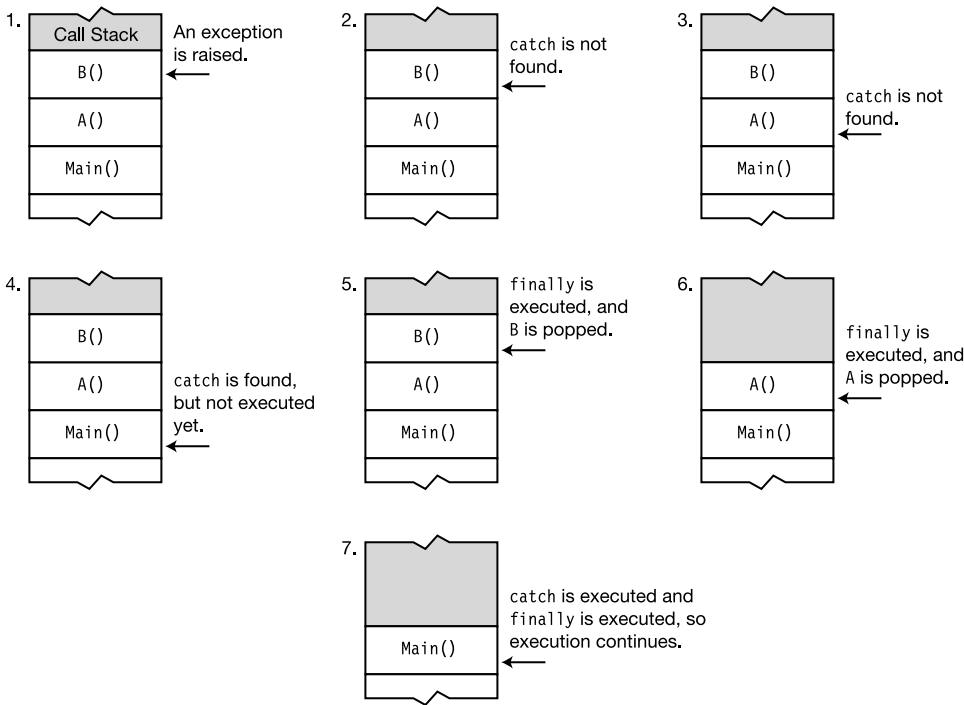 1.
Call Stack
An exception
is raised.
B()
A()
Main()
2.
catch is not
found.
B()
A()
Main()
3.
catch is not
found.
B()
A()
Main()
4.
B()
A()
Main()
catch is found,
but not executed
yet.
5.
finally is
executed, and
B is popped.
B()
A()
Main()
6.
finally is
executed, and
A is popped.
A()
Main()
7.
catch is executed and
finally is executed, so
execution continues.
Main()